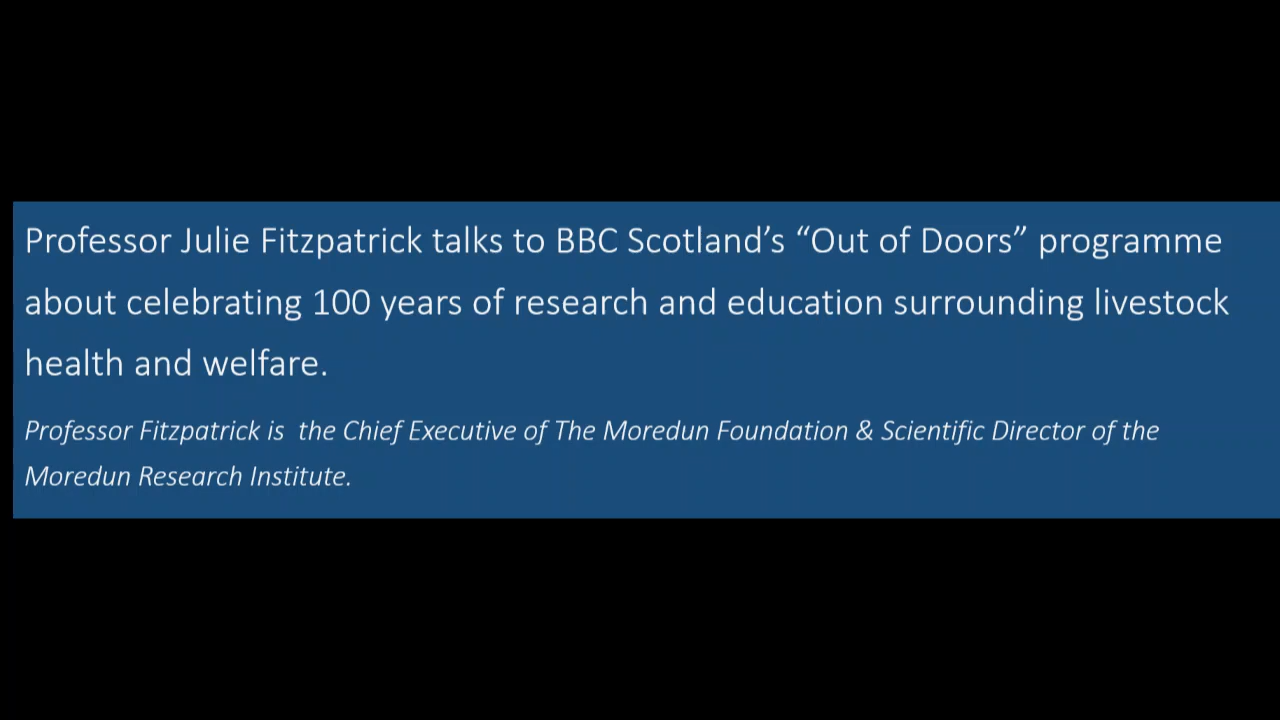 Professor Julie Fitzpatrick talks to BBC Scotland’s “Out of Doors” programme
about celebrating 100 years of research and education surrounding livestock
health and welfare.
Professor Fitzpatrick is  the Chief Executive of The Moredun Foundation & Scientific Director of the
Moredun Research Institute.